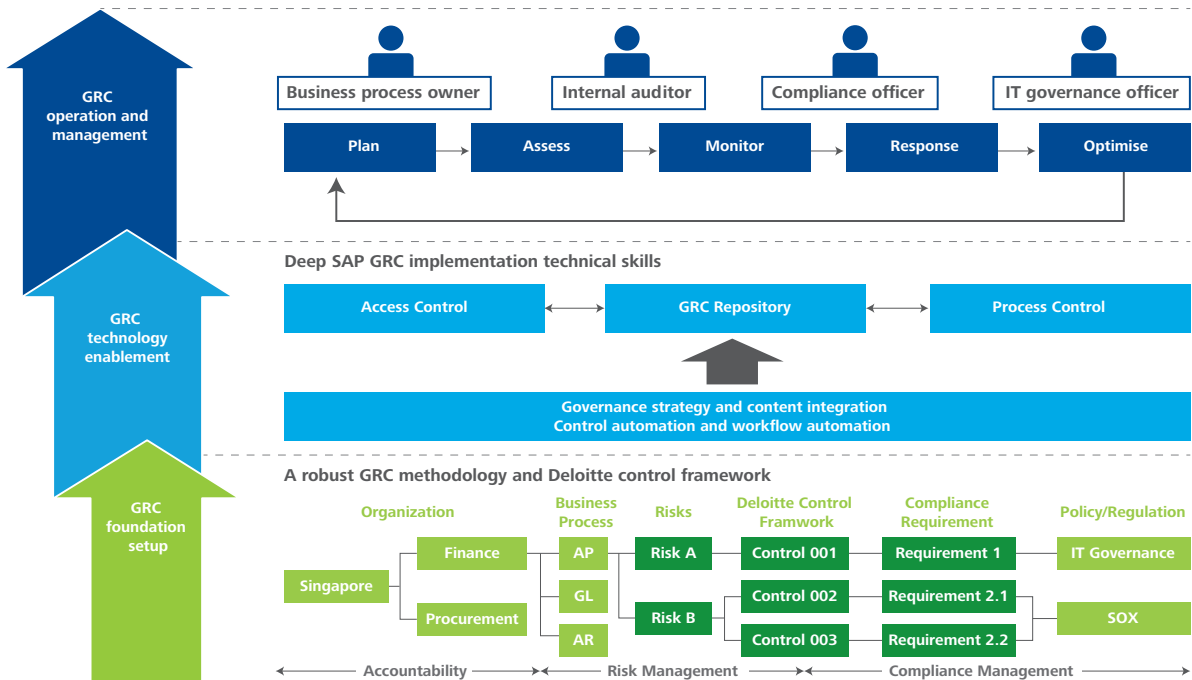 GRC
operation and
management
Business process owner
Internal auditor
Compliance officer
IT governance officer
Plan
Assess
Monitor
Response
Optimise
GRC
technology
enablement
Deep SAP GRC implementation technical skills
Access Control
GRC Repository
Process Control
Governance strategy and content integration
Control automation and workflow automation
GRC
foundation
setup
A robust GRC methodology and Deloitte control framework
Organization
Business
Process
Risks
Deloitte Control
Framwork
Compliance
Requirement
Policy/Regulation
Singapore
Finance
Procurement
AP
GL
AR
Risk A
Risk B
Control 001
Control 002
Control 003
Requirement 1
Requirement 2.1
Requirement 2.2
IT Governance
SOX
Accountability
Risk Management
Compliance Management